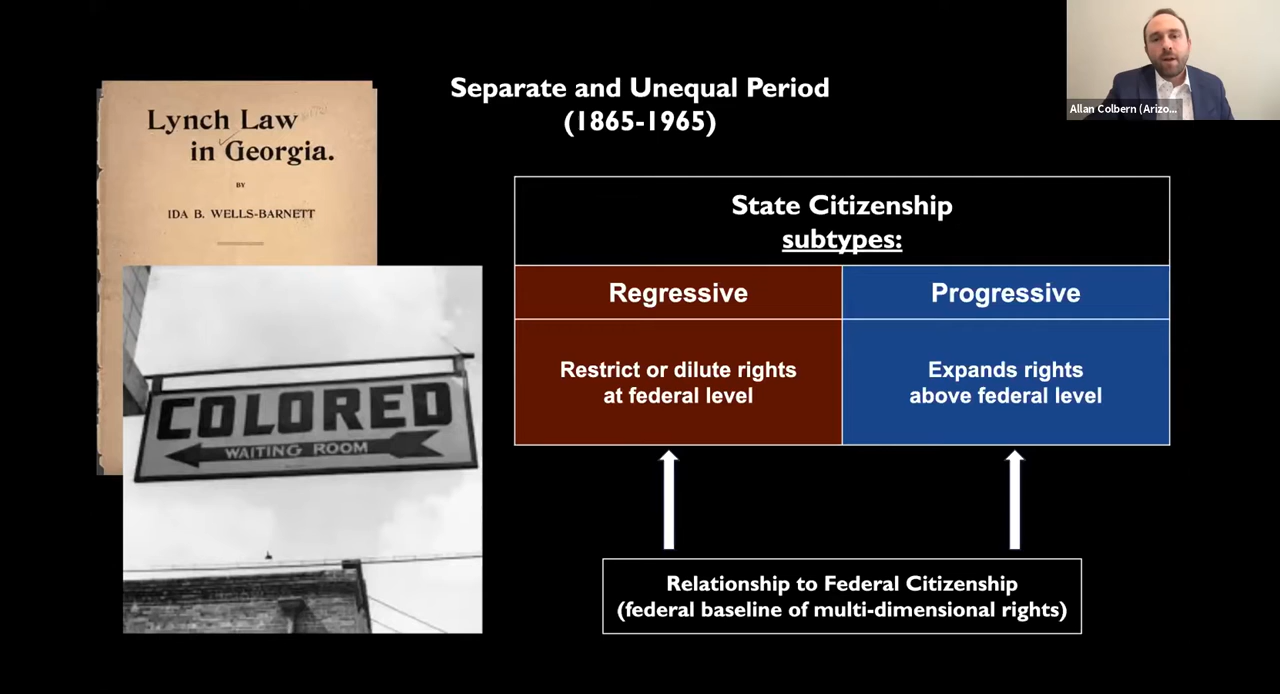 Separate and Unequal Period
(1865-1965)
Allan Colbern (Arizo...
Lynch Law
in Georgia.
BY
IDA B. WELLS-BARNETT
COLORED
WAITING ROOM
State Citizenship
subtypes:
Regressive
Progressive
Restrict or dilute rights
at federal level
Expands rights
above federal level
Relationship to Federal Citizenship
(federal baseline of multi-dimensional rights)